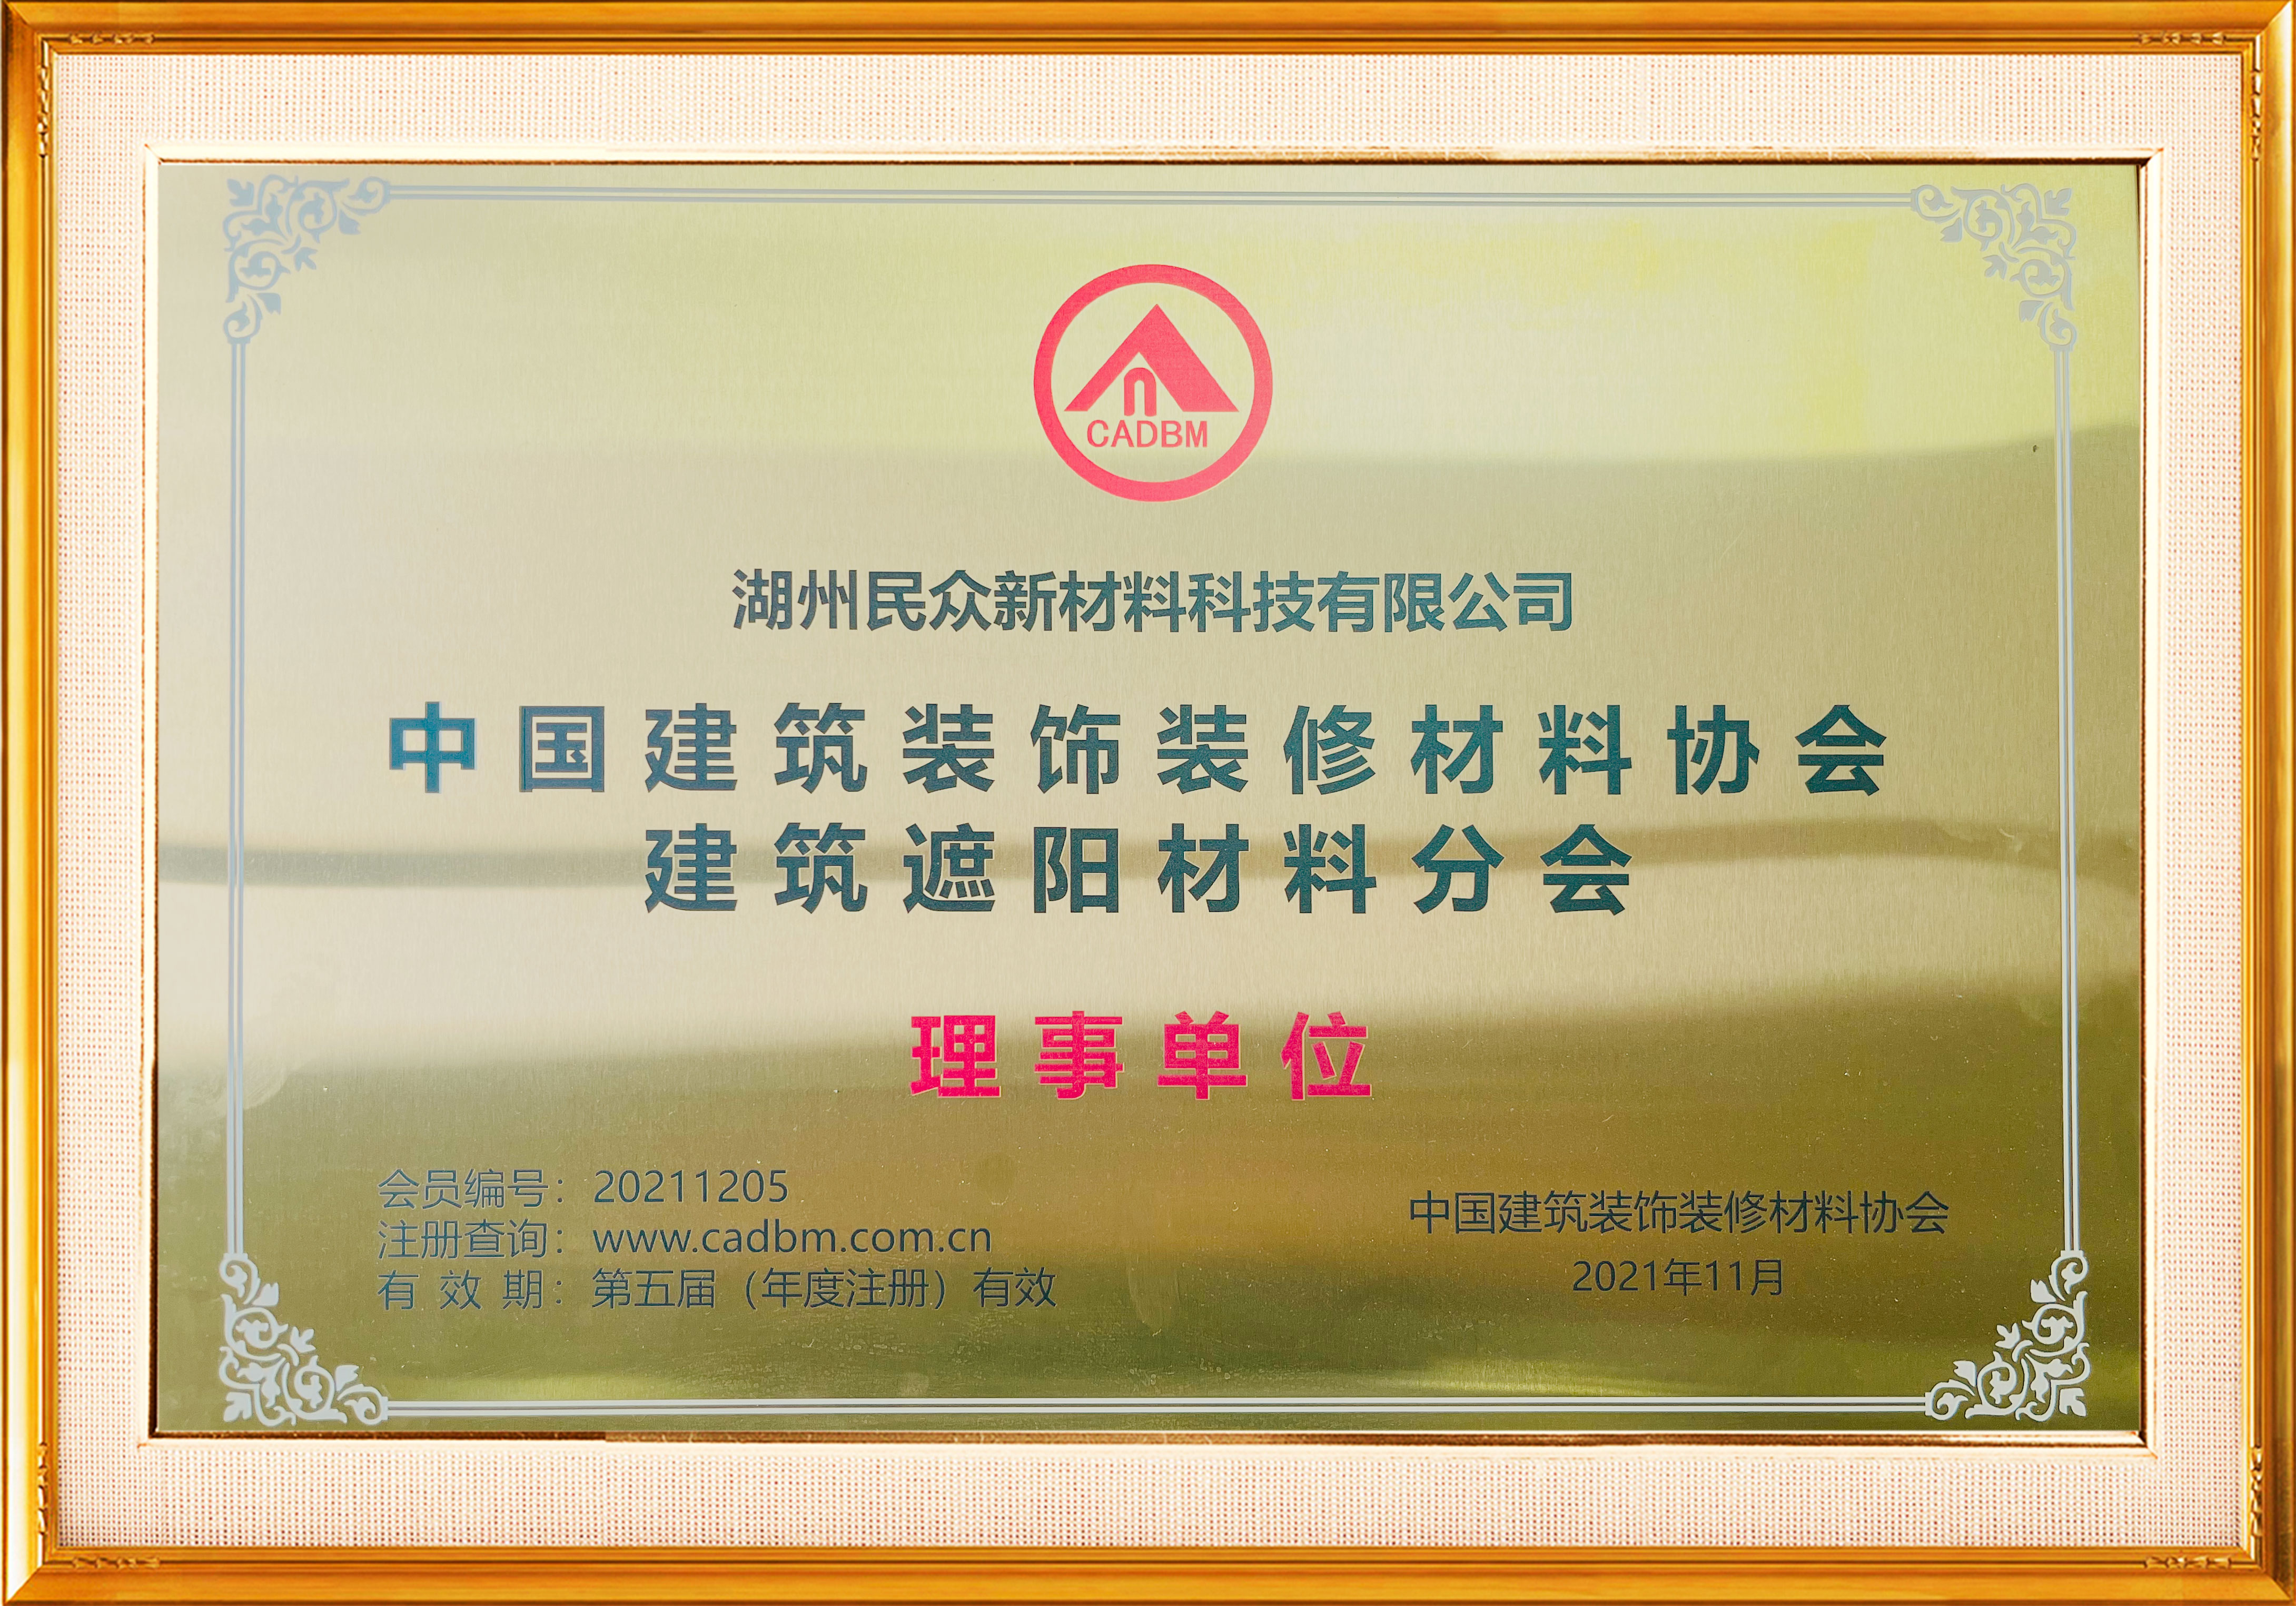 CADBM
湖州民众新材料科技有限公司
中国建筑装饰装修材料协会
建筑遮阳材料分会
理事单位
会员编号：20211205
注册查询：www.cadbm.com.cn
有效期：第五届（年度注册）有效
中国建筑装饰装修材料协会
2021年11月